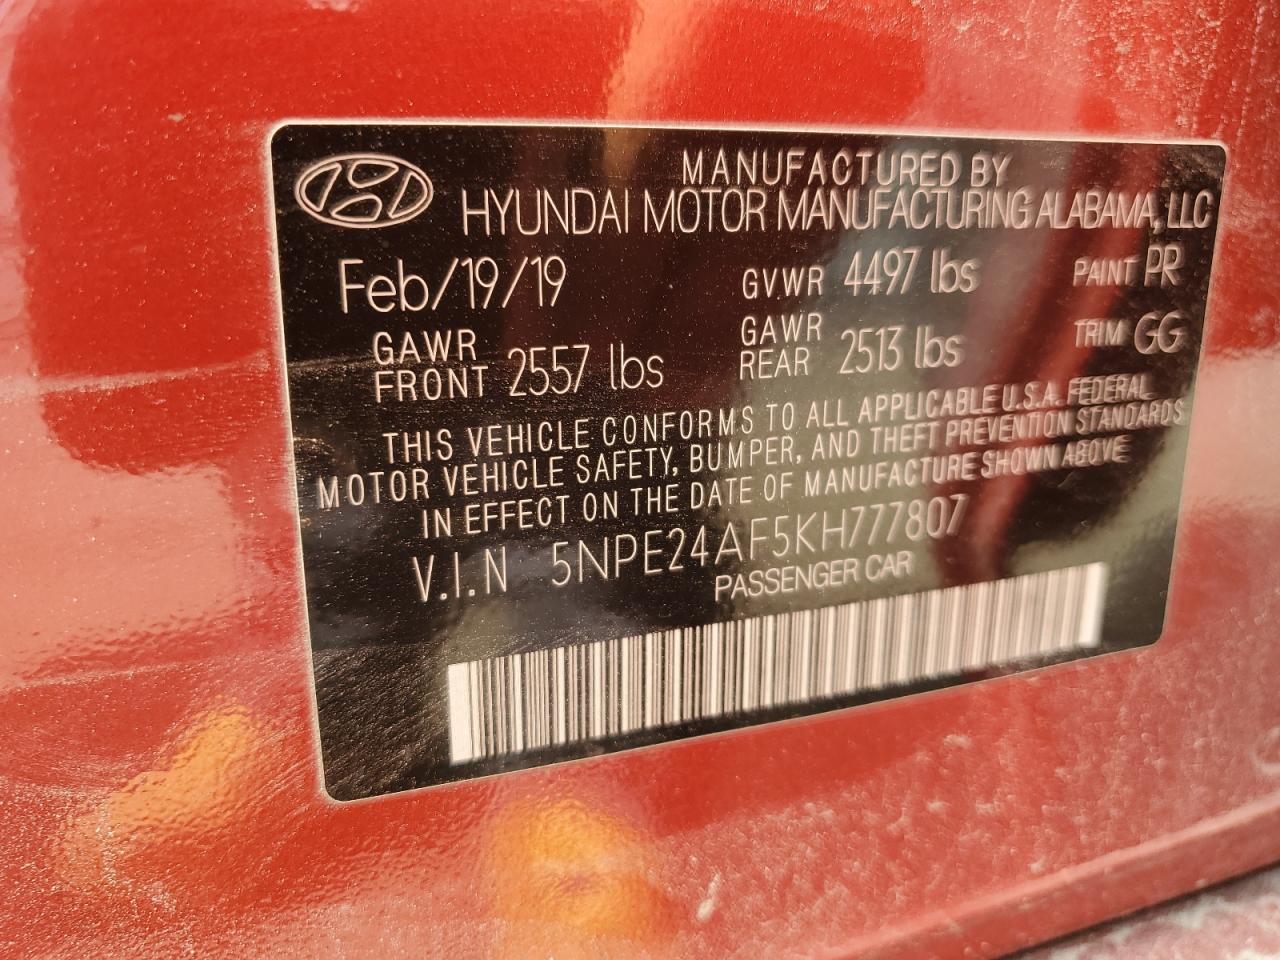 MANUFACTURED BY
HYUNDAI MOTOR MANUFACTURING ALABAMA, LLC
Feb/19/19 GVWR 4497 lbs PAINT PR
GAWR FRONT 2557 lbs GAWR REAR 2513 lbs TRIM GG
THIS VEHICLE CONFORMS TO ALL APPLICABLE U.S.A. FEDERAL
MOTOR VEHICLE SAFETY, BUMPER, AND THEFT PREVENTION STANDARDS
IN EFFECT ON THE DATE OF MANUFACTURE SHOWN ABOVE
V.I.N 5NPE24AF5KH777807
PASSENGER CAR